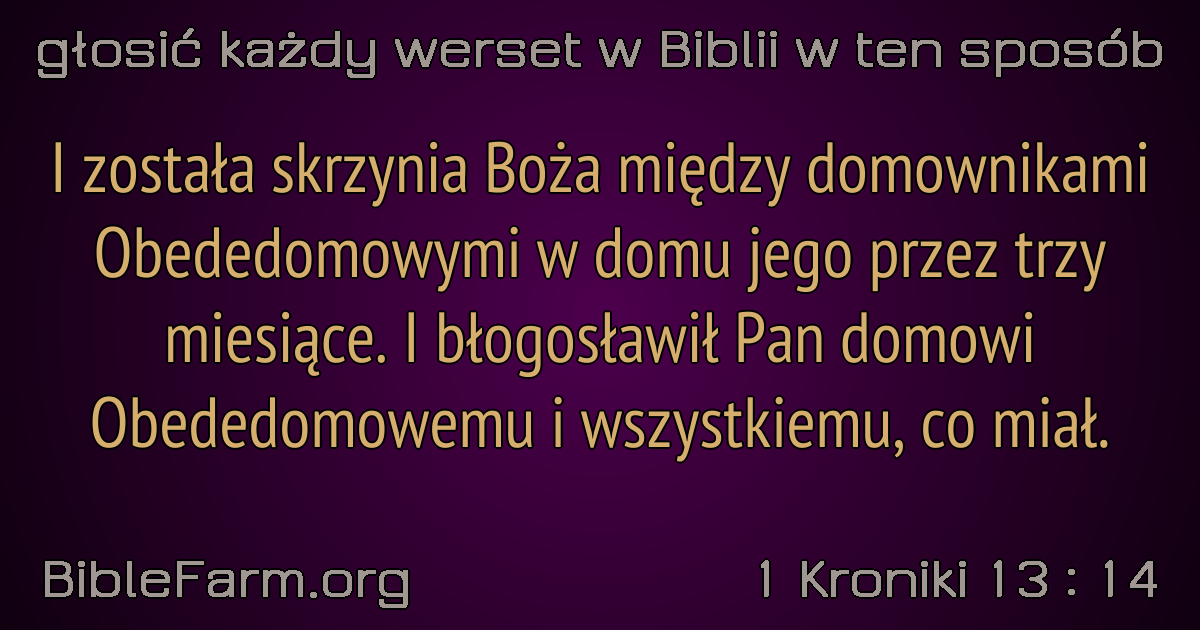 głosić każdy werset w Biblii w ten sposób
I została skrzynia Boża między domownikami
Obededomowymi w domu jego przez trzy
miesiące. I błogosławił Pan domowi
Obededomowemu i wszystkiemu, co miał.
BibleFarm.org
1 Kroniki 13 : 14